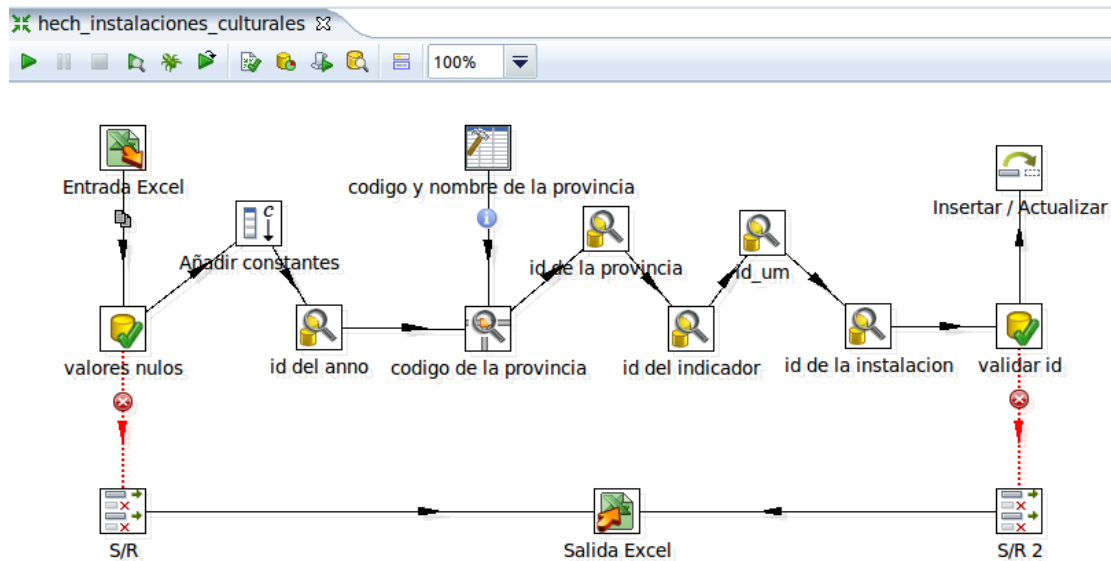 hech_instalaciones_culturales
100%
Entrada Excel
codigo y nombre de la provincia
Insertar / Actualizar
Añadir constantes
id de la provincia
id_um
valores nulos
id del anno
codigo de la provincia
id del indicador
id de la instalacion
validar id
S/R
Salida Excel
S/R 2